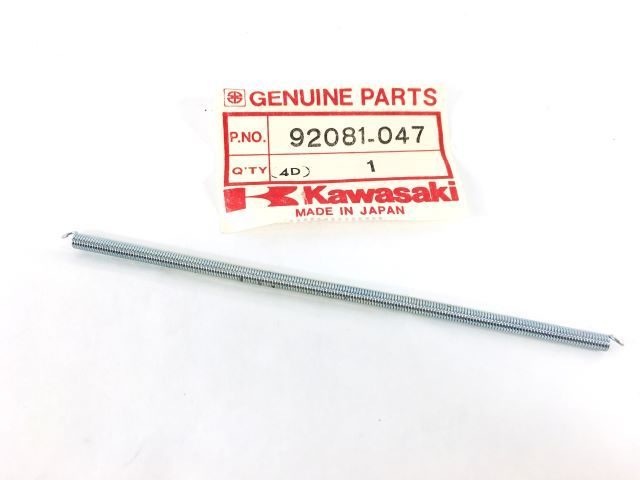 GENUINE PARTS
P.NO. 92081-047
Q'TY (4D) 1
Kawasaki
MADE IN JAPAN